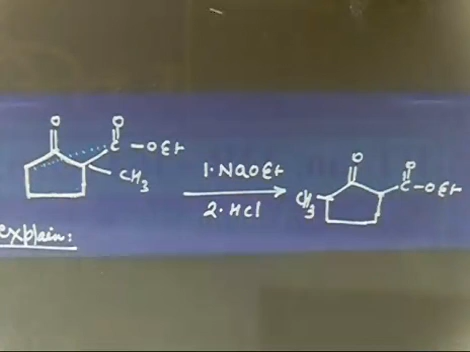 O O
C - OEt
CH3
1. NaOEt
2. HCl
O O
CH3 C - OEt
explain: